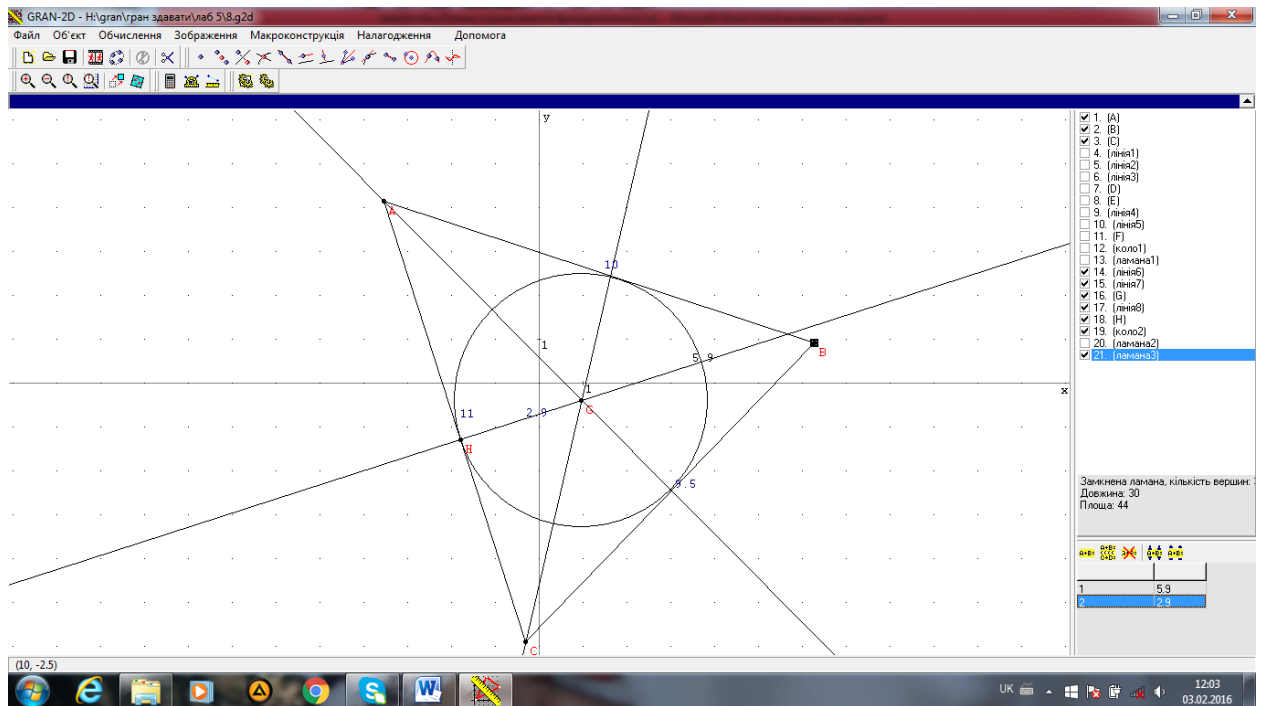 GRAN-2D - H:\gran\гран здавати\лаб 5\8.g2d
Файл Об'єкт Обчислення Зображення Макроконструкція Налагодження Допомога
y
A
10
1
5.9
B
1
x
11
2.9
G
H
9.5
C
1. (A)
2. (B)
3. (C)
4. (лінія1)
5. (лінія2)
6. (лінія3)
7. (D)
8. (E)
9. (лінія4)
10. (лінія5)
11. (F)
12. (коло1)
13. (ламана1)
14. (лінія6)
15. (лінія7)
16. (G)
17. (лінія8)
18. (H)
19. (коло2)
20. (ламана2)
21. (ламана3)
Замкнена ламана, кількість вершин:
Довжина: 30
Площа: 44
1 5.9
2 2.9
(10, -2.5)
UK
12:03
03.02.2016